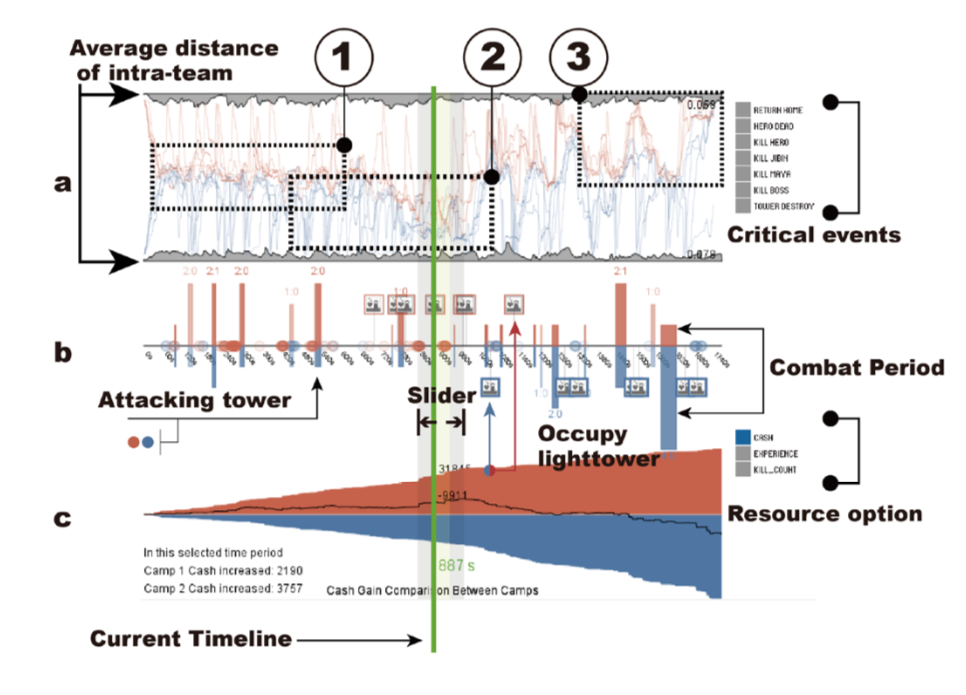 Average distance
of intra-team
1
2
3
0.059
RETURN HOME
HERO DEAD
KILL HERO
KILL JIBIN
KILL MAYA
KILL BOSS
TOWER DESTROY
a
Critical events
0.078
2:0
2:1
2:0
1:0
2:0
1:0
2:1
1:0
b
Combat Period
Attacking tower
Slider
1:0
2:0
Occupy
lighttower
CASH
EXPERIENCE
KILL_COUNT
31845
-9911
c
Resource option
In this selected time period
Camp 1 Cash increased: 2190
Camp 2 Cash increased: 3757
887 s
Cash Gain Comparison Between Camps
Current Timeline